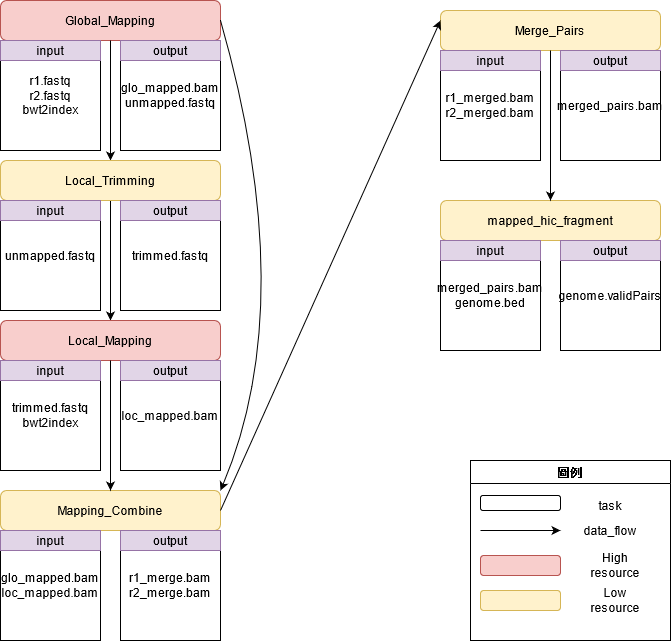 Global_Mapping
input
output
r1.fastq
r2.fastq
bwt2index
glo_mapped.bam
unmapped.fastq
Local_Trimming
input
output
unmapped.fastq
trimmed.fastq
Local_Mapping
input
output
trimmed.fastq
bwt2index
loc_mapped.bam
Mapping_Combine
input
output
glo_mapped.bam
loc_mapped.bam
r1_merge.bam
r2_merge.bam
Merge_Pairs
input
output
r1_merged.bam
r2_merged.bam
merged_pairs.bam
mapped_hic_fragment
input
output
merged_pairs.bam
genome.bed
genome.validPairs
圖例
task
data_flow
High
resource
Low
resource